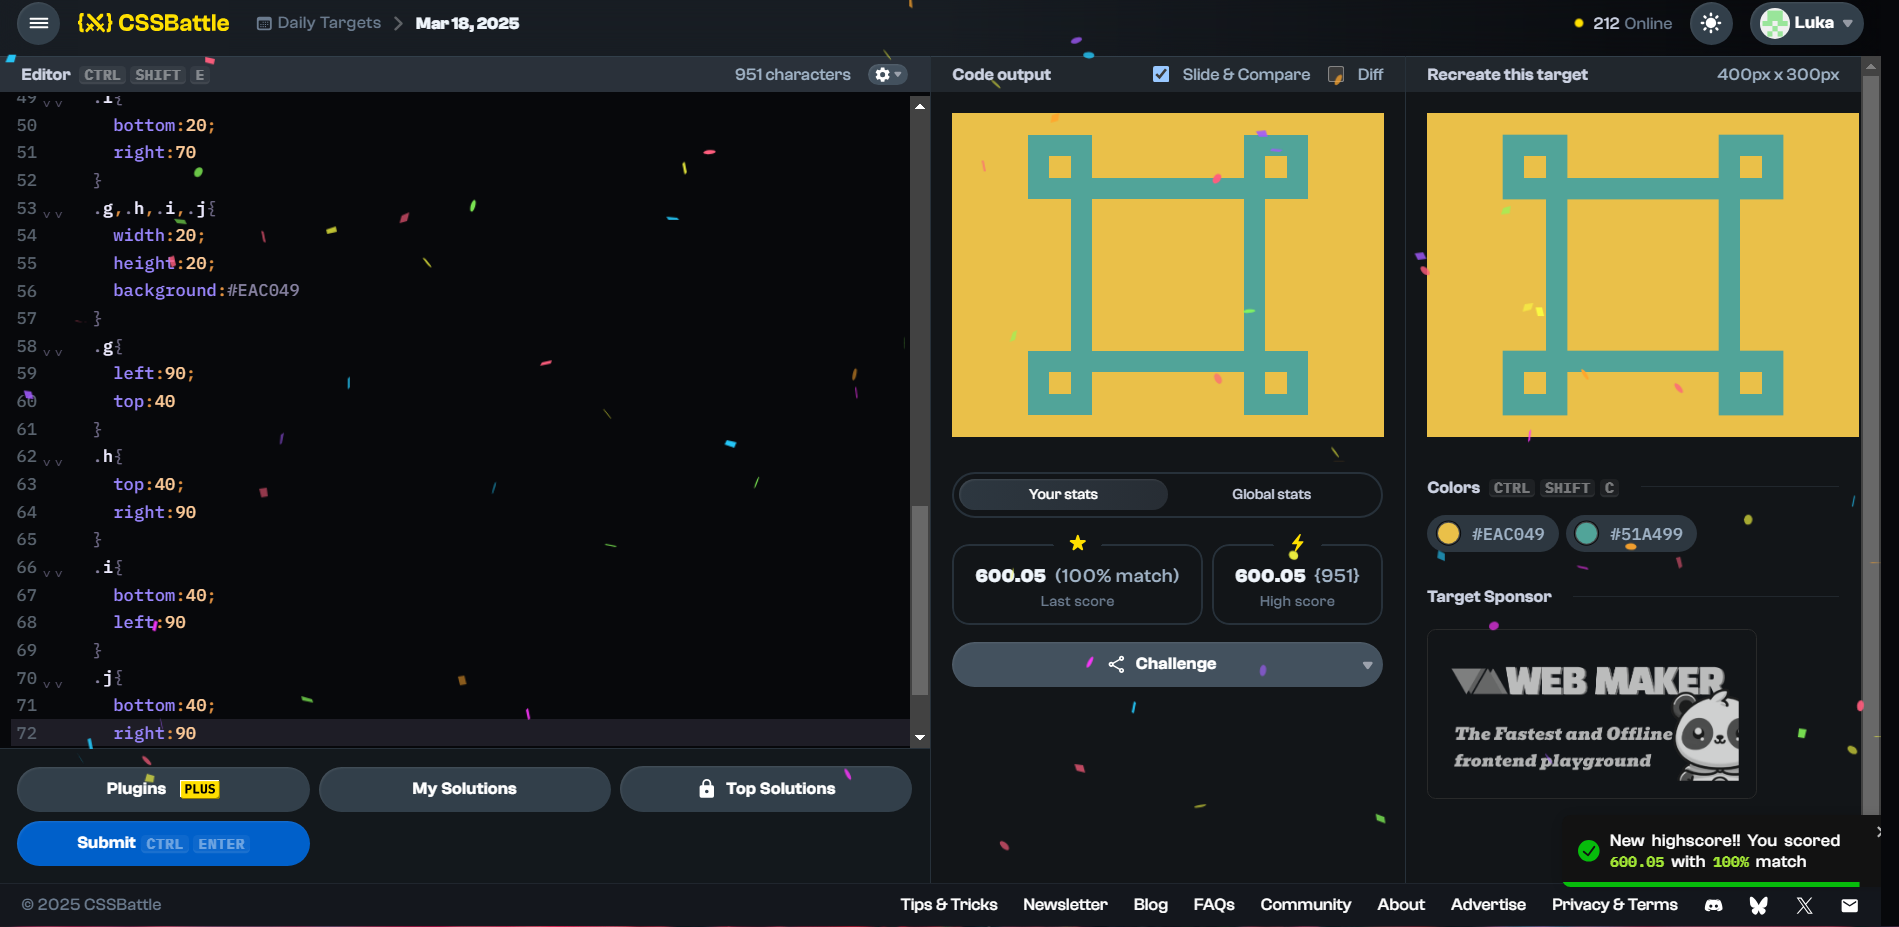 CSSBattle
Daily Targets
Mar 18, 2025
212 Online
Luka
Editor CTRL SHIFT E
951 characters
49 .i{
50 bottom:20;
51 right:70
52 }
53 .g,.h,.i,.j{
54 width:20;
55 height:20;
56 background:#EAC049
57 }
58 .g{
59 left:90;
60 top:40
61 }
62 .h{
63 top:40;
64 right:90
65 }
66 .i{
67 bottom:40;
68 left:90
69 }
70 .j{
71 bottom:40;
72 right:90
Plugins PLUS
My Solutions
Top Solutions
Submit CTRL ENTER
Code output
Slide & Compare
Diff
Your stats
Global stats
600.05 (100% match)
Last score
600.05 {951}
High score
Challenge
Recreate this target
400px x 300px
Colors CTRL SHIFT C
#EAC049
#51A499
Target Sponsor
WEB MAKER
The Fastest and Offline
frontend playground
New highscore!! You scored
600.05 with 100% match
© 2025 CSSBattle
Tips & Tricks
Newsletter
Blog
FAQs
Community
About
Advertise
Privacy & Terms